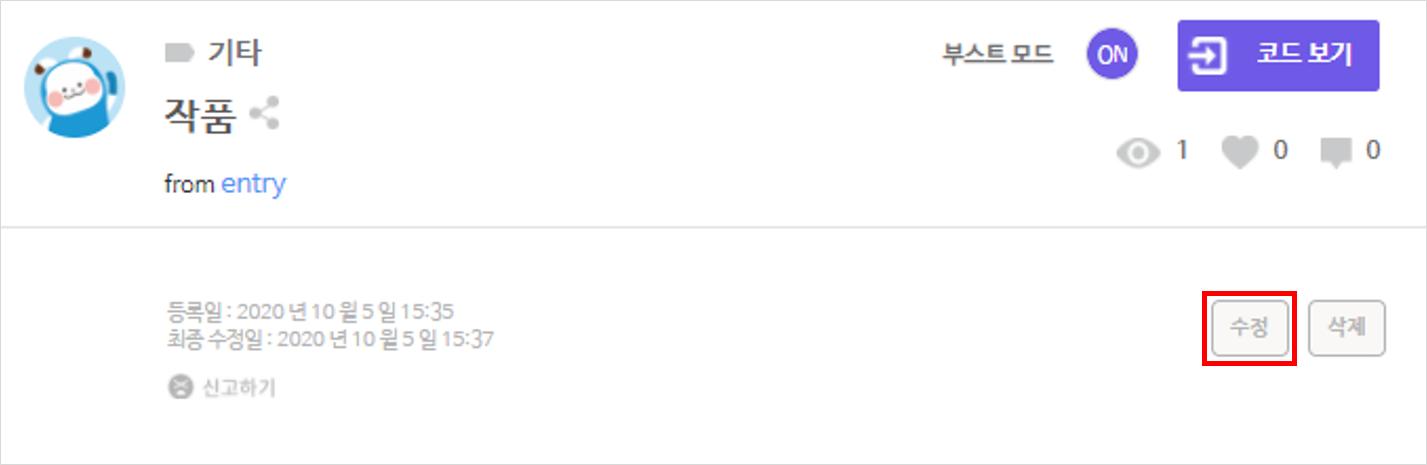 기타
부스트 모드 ON 코드 보기
작품
1 0 0
from entry
등록일 : 2020 년 10 월 5 일 15:35
최종 수정일 : 2020 년 10 월 5 일 15:37
수정 삭제
신고하기